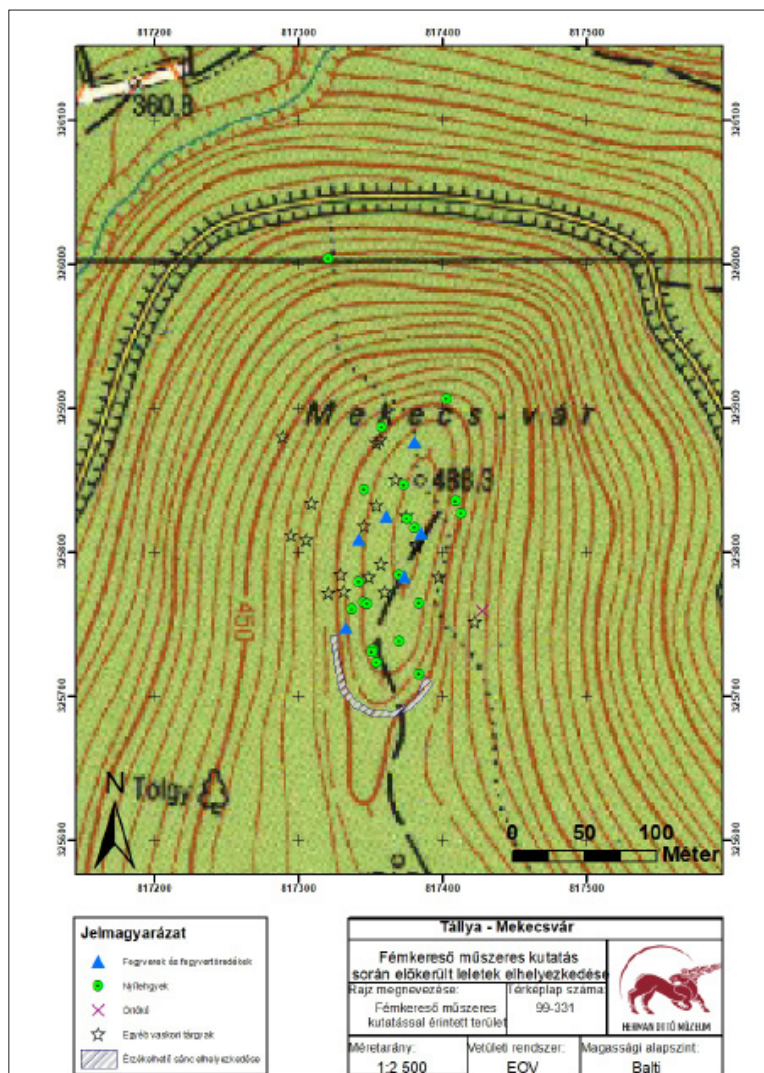 817200 817300 817400 817500
326100
326100
360.8
326000
326000
325900
325900
Mekecs-vár
488.3
325800
325800
450
325700
325700
N
Tölgy
0 50 100
Méter
325600
325600
817200 817300 817400 817500
Jelmagyarázat
Fegyverek és fegyvertöredékek
Nyílhegyek
Öntőkő
Egyéb vaskori tárgyak
Érzékelhető sánc elhelyezkedése
Tállya - Mekecsvár
Fémkereső műszeres kutatás
során előkerült leletek elhelyezkedése
Rajz megnevezése:
Fémkereső műszeres
kutatással érintett terület
Térképlap száma:
99-331
HERMAN OTTÓ MÚZEUM
Méretarány:
1:2 500
Vetületi rendszer:
EOV
Magassági alapszint:
Balti